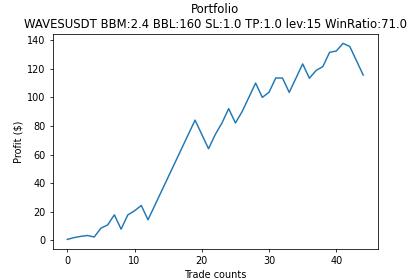 Portfolio
WAVESUSDT BBM:2.4 BBL:160 SL:1.0 TP:1.0 lev:15 WinRatio:71.0
140
120
100
80
60
40
20
0
Profit ($)
0 10 20 30 40
Trade counts